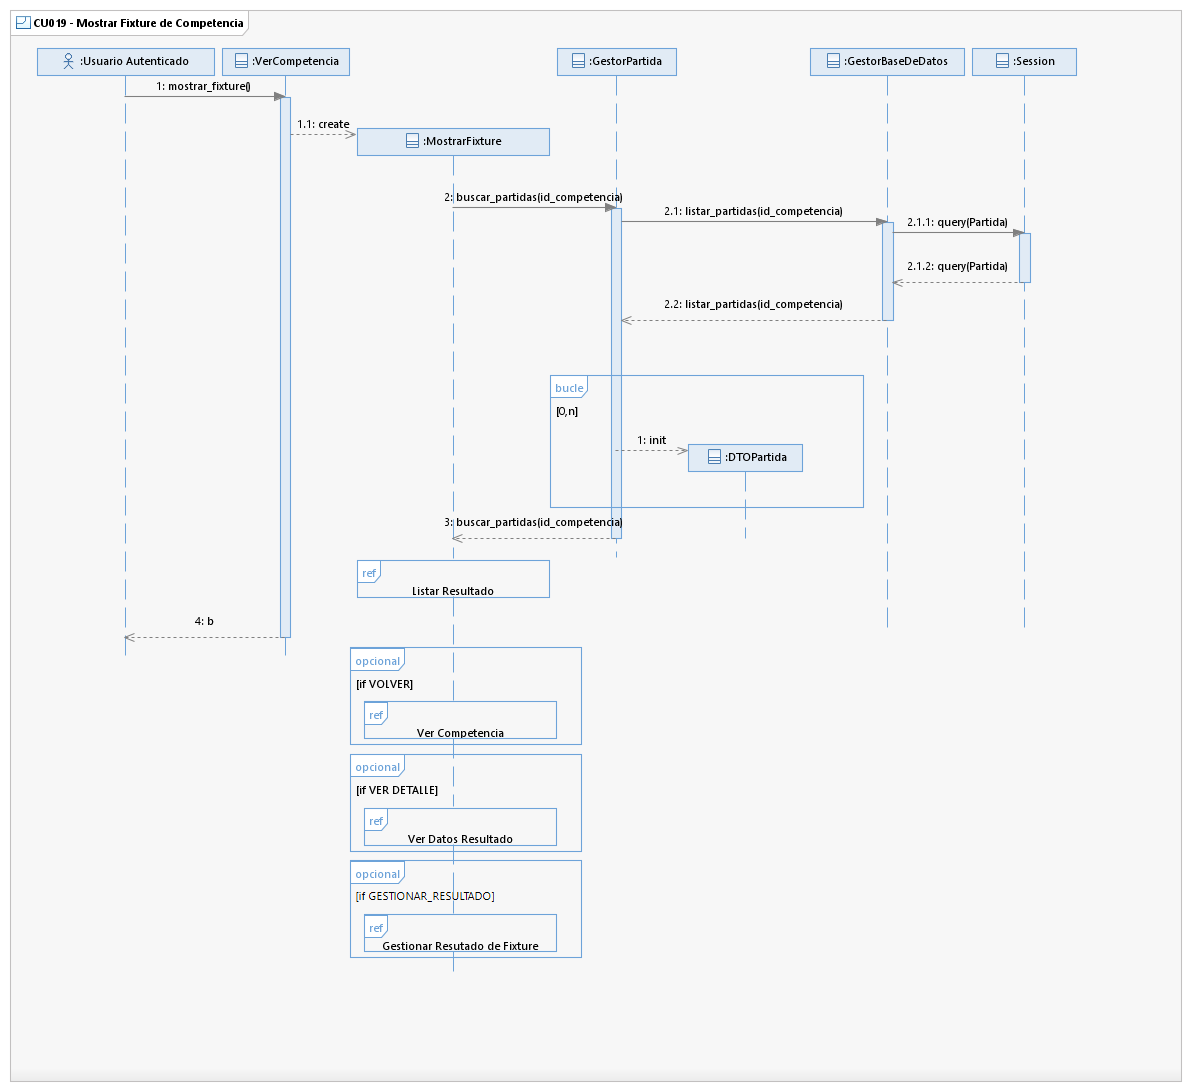 CU019 - Mostrar Fixture de Competencia
:Usuario Autenticado
:VerCompetencia
:GestorPartida
:GestorBaseDeDatos
:Session
1: mostrar_fixture()
1.1: create
:MostrarFixture
2: buscar_partidas(id_competencia)
2.1: listar_partidas(id_competencia)
2.1.1: query(Partida)
2.1.2: query(Partida)
2.2: listar_partidas(id_competencia)
bucle
[0,n]
1: init
:DTOPartida
3: buscar_partidas(id_competencia)
ref
Listar Resultado
4: b
opcional
[if VOLVER]
ref
Ver Competencia
opcional
[if VER DETALLE]
ref
Ver Datos Resultado
opcional
[if GESTIONAR_RESULTADO]
ref
Gestionar Resutado de Fixture